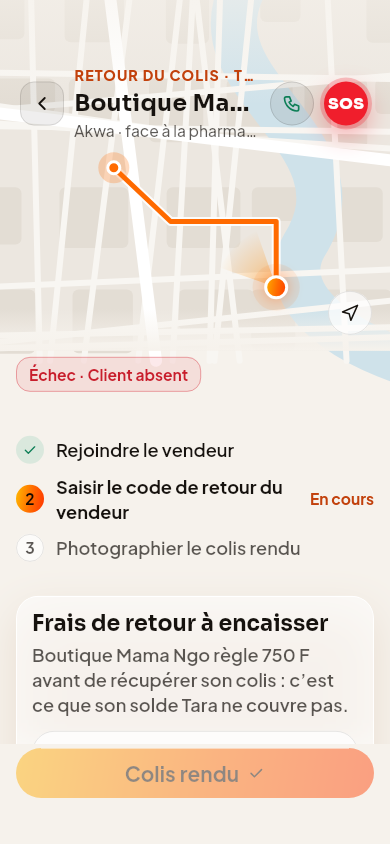 RETOUR DU COLIS · T…
Boutique Ma…
SOS
Akwa · face à la pharma…
Échec · Client absent
Rejoindre le vendeur
2 Saisir le code de retour du
vendeur
En cours
3 Photographier le colis rendu
Frais de retour à encaisser
Boutique Mama Ngo règle 750 F
avant de récupérer son colis : c’est
ce que son solde Tara ne couvre pas.
Colis rendu